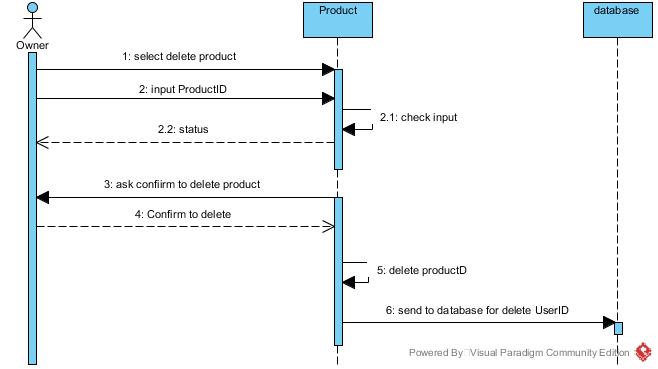 Product
database
Owner
1: select delete product
2: input ProductID
2.1: check input
2.2: status
3: ask confiirm to delete product
4: Confirm to delete
5: delete productD
6: send to database for delete UserID
Powered By Visual Paradigm Community Edition